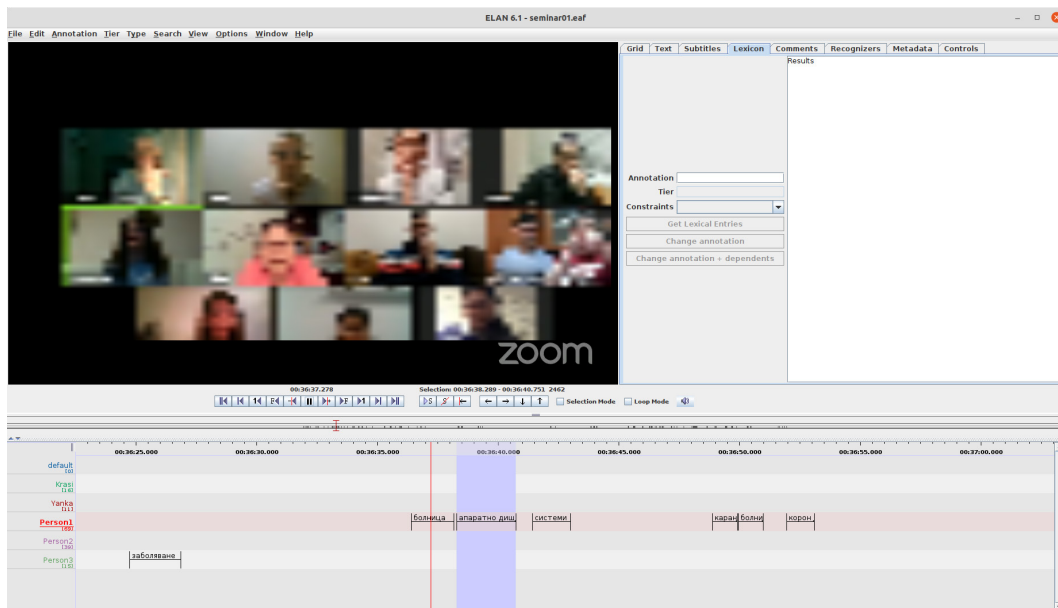 ELAN 6.1 - seminar01.eaf
File Edit Annotation Tier Type Search View Options Window Help
Grid Text Subtitles Lexicon Comments Recognizers Metadata Controls
Results
Annotation
Tier
Constraints
Get Lexical Entries
Change annotation
Change annotation + dependents
zoom
00:36:37.278
Selection: 00:36:38.289 - 00:36:40.751 2462
Selection Mode Loop Mode
00:36:25.000 00:36:30.000 00:36:35.000 00:36:40.000 00:36:45.000 00:36:50.000 00:36:55.000 00:37:00.000
default
[0]
Krasi
Yanka
Person1
болница апаратно диш системи каран болни корон
Person2
Person3
заболяване